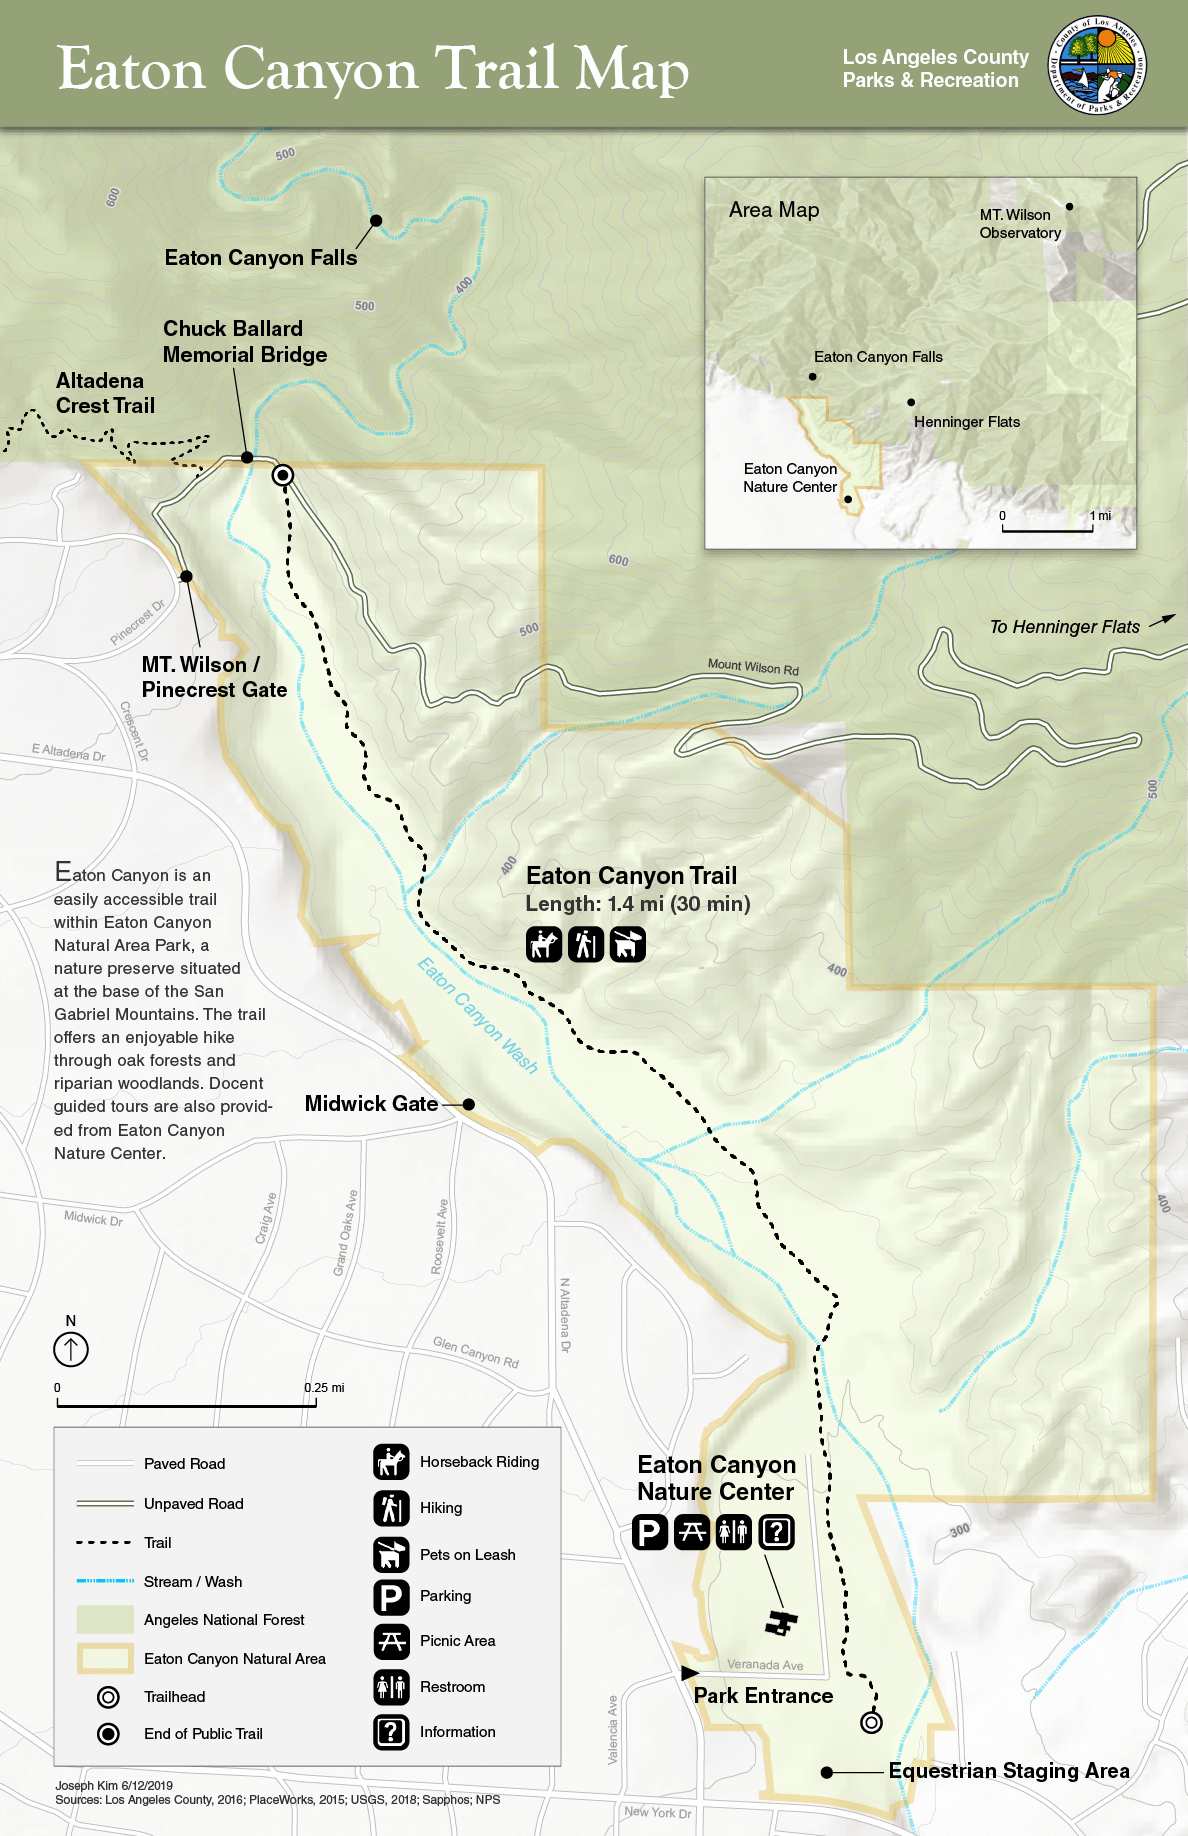 Eaton Canyon Trail Map
Los Angeles County
Parks & Recreation
County of Los Angeles
Department of Parks & Recreation
500
600
Eaton Canyon Falls
400
500
Chuck Ballard
Memorial Bridge
Altadena
Crest Trail
Area Map
MT. Wilson
Observatory
Eaton Canyon Falls
Henninger Flats
Eaton Canyon
Nature Center
0
1 mi
600
500
To Henninger Flats
Pinecrest Dr
MT. Wilson /
Pinecrest Gate
Mount Wilson Rd
Crescent Dr
E Altadena Dr
500
400
Eaton Canyon Trail
Length: 1.4 mi (30 min)
400
Eaton Canyon is an
easily accessible trail
within Eaton Canyon
Natural Area Park, a
nature preserve situated
at the base of the San
Gabriel Mountains. The trail
offers an enjoyable hike
through oak forests and
riparian woodlands. Docent
guided tours are also provid-
ed from Eaton Canyon
Nature Center.
Eaton Canyon Wash
Midwick Gate
400
Midwick Dr
Craig Ave
Grand Oaks Ave
Roosevelt Ave
N Altadena Dr
Glen Canyon Rd
N
0
0.25 mi
Paved Road
Unpaved Road
Trail
Stream / Wash
Angeles National Forest
Eaton Canyon Natural Area
Trailhead
End of Public Trail
Horseback Riding
Hiking
Pets on Leash
P
Parking
Picnic Area
Restroom
?
Information
Eaton Canyon
Nature Center
P
?
300
Veranada Ave
Park Entrance
Valencia Ave
Equestrian Staging Area
New York Dr
Joseph Kim 6/12/2019
Sources: Los Angeles County, 2016; PlaceWorks, 2015; USGS, 2018; Sapphos; NPS